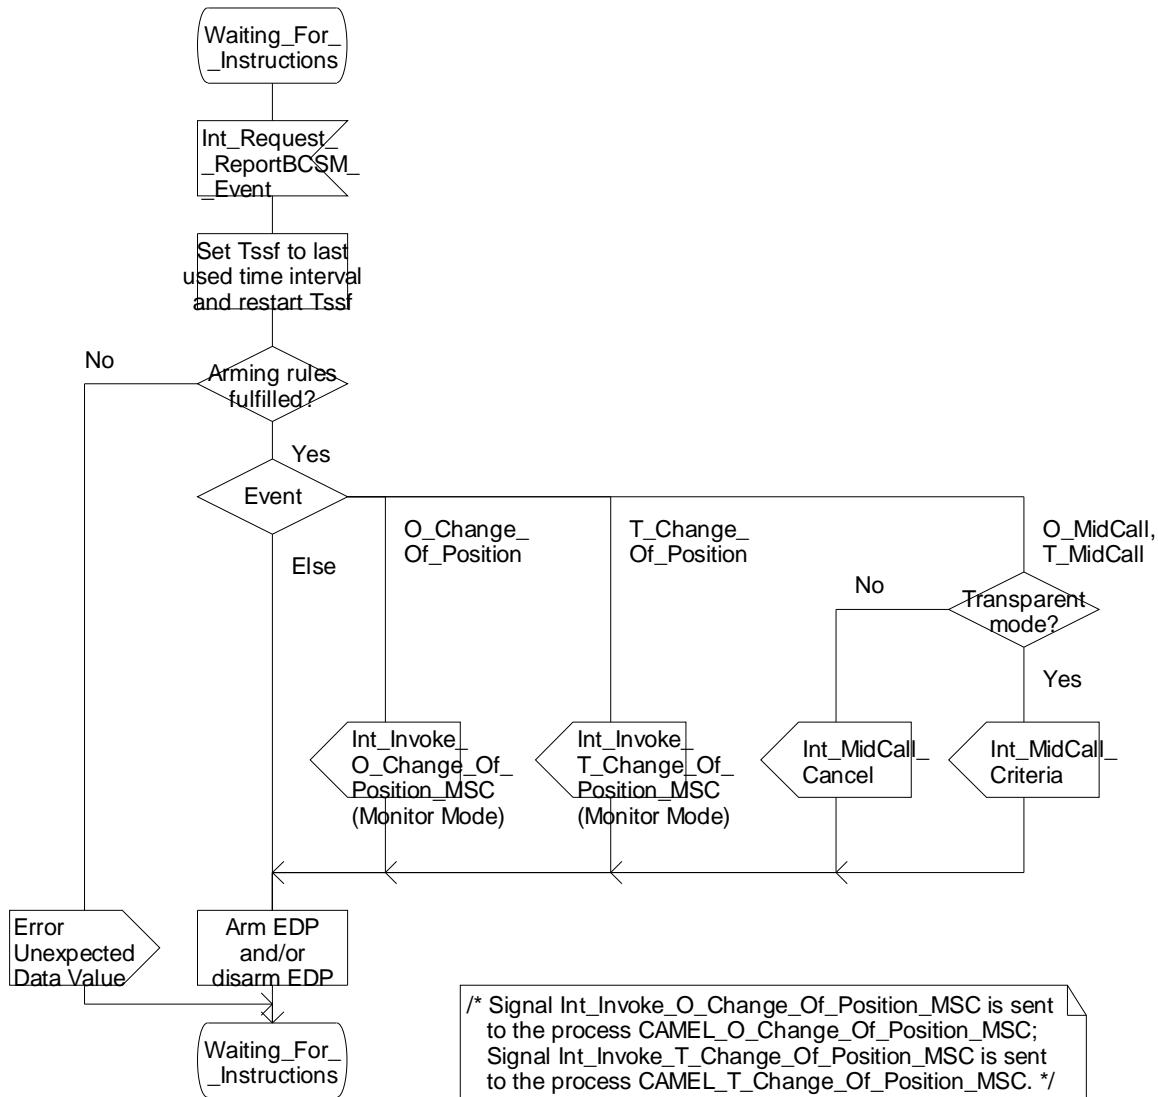 Waiting_For_
_Instructions
Int_Request_
_ReportBCSM_
_Event
Set Tssf to last
used time interval
and restart Tssf
No
Arming rules
fulfilled?
Yes
Event
O_Change_
Of_Position
T_Change_
Of_Position
O_MidCall,
T_MidCall
Else
No
Transparent
mode?
Yes
Int_Invoke_
O_Change_Of_
Position_MSC
(Monitor Mode)
Int_Invoke_
T_Change_Of_
Position_MSC
(Monitor Mode)
Int_MidCall_
Cancel
Int_MidCall_
Criteria
Error
Unexpected
Data Value
Arm EDP
and/or
disarm EDP
Waiting_For_
_Instructions
/* Signal Int_Invoke_O_Change_Of_Position_MSC is sent
to the process CAMEL_O_Change_Of_Position_MSC;
Signal Int_Invoke_T_Change_Of_Position_MSC is sent
to the process CAMEL_T_Change_Of_Position_MSC. */